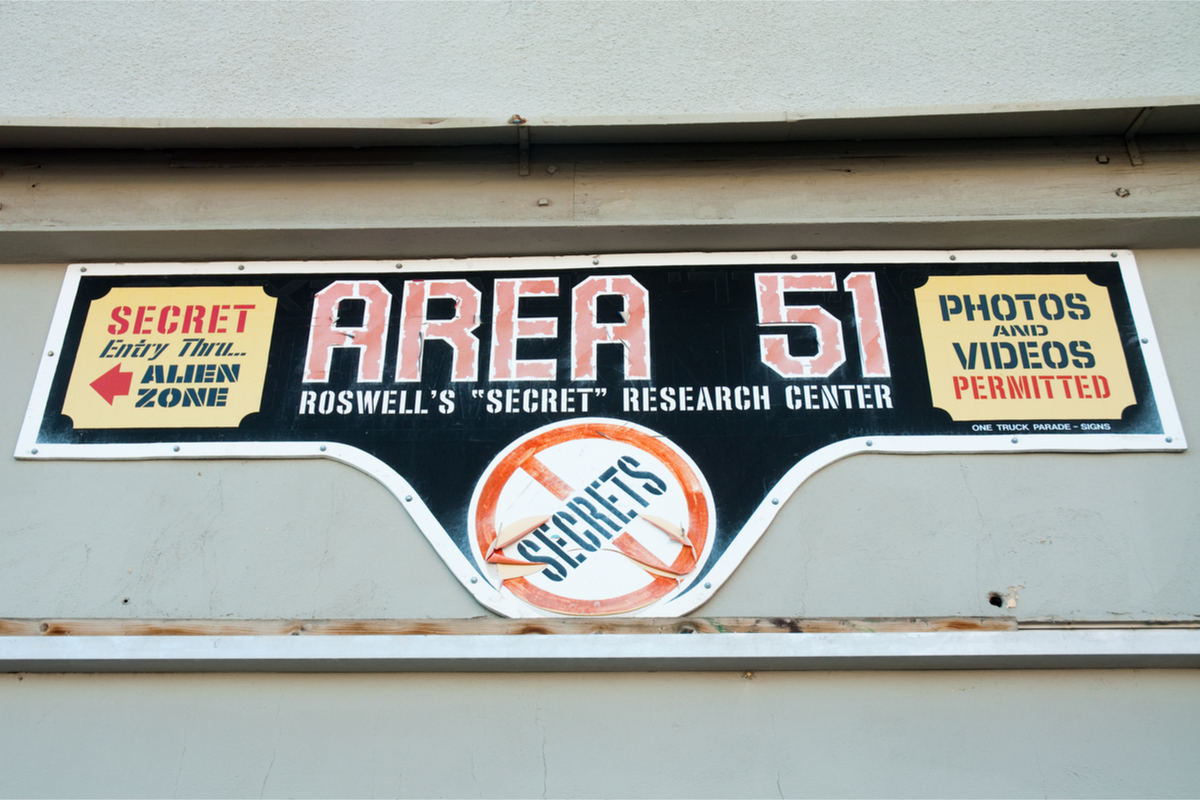 SECRET
Entry Thru...
ALIEN
ZONE
AREA 51
ROSWELL'S "SECRET" RESEARCH CENTER
PHOTOS
AND
VIDEOS
PERMITTED
ONE TRUCK PARADE - SIGNS
SECRETS